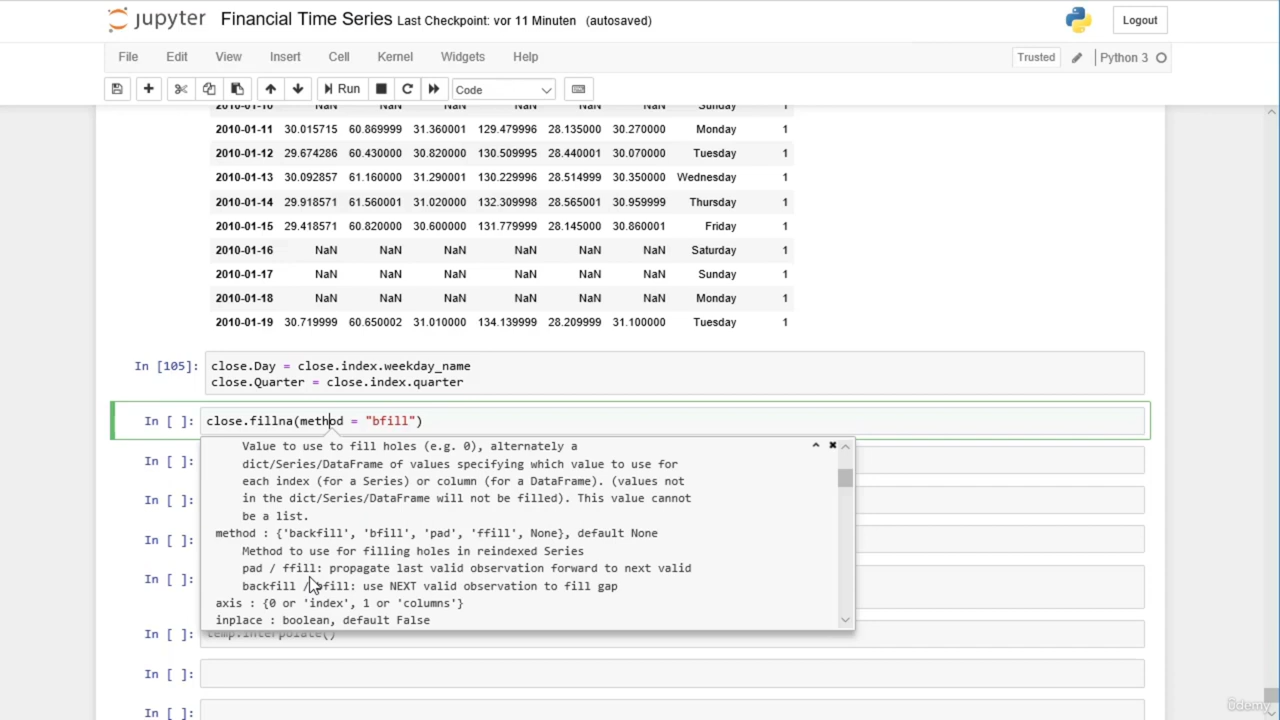 jupyter Financial Time Series Last Checkpoint: vor 11 Minuten (autosaved) Logout
File Edit View Insert Cell Kernel Widgets Help Trusted Python 3
Run Code
2010-01-10 NaN NaN NaN NaN NaN NaN Sunday 1
2010-01-11 30.015715 60.869999 31.360001 129.479996 28.135000 30.270000 Monday 1
2010-01-12 29.674286 60.430000 30.820000 130.509995 28.440001 30.070000 Tuesday 1
2010-01-13 30.092857 61.160000 31.290001 130.229996 28.514999 30.350000 Wednesday 1
2010-01-14 29.918571 61.560001 31.020000 132.309998 28.565001 30.959999 Thursday 1
2010-01-15 29.418571 60.820000 30.600000 131.779999 28.145000 30.860001 Friday 1
2010-01-16 NaN NaN NaN NaN NaN NaN Saturday 1
2010-01-17 NaN NaN NaN NaN NaN NaN Sunday 1
2010-01-18 NaN NaN NaN NaN NaN NaN Monday 1
2010-01-19 30.719999 60.650002 31.010000 134.139999 28.209999 31.100000 Tuesday 1
In [105]: close.Day = close.index.weekday_name
close.Quarter = close.index.quarter
In [ ]: close.fillna(method = "bfill")
Value to use to fill holes (e.g. 0), alternately a
dict/Series/DataFrame of values specifying which value to use for
each index (for a Series) or column (for a DataFrame). (values not
in the dict/Series/DataFrame will not be filled). This value cannot
be a list.
method : {'backfill', 'bfill', 'pad', 'ffill', None}, default None
Method to use for filling holes in reindexed Series
pad / ffill: propagate last valid observation forward to next valid
backfill / bfill: use NEXT valid observation to fill gap
axis : {0 or 'index', 1 or 'columns'}
inplace : boolean, default False
In [ ]:
In [ ]:
In [ ]:
In [ ]:
In [ ]: temp.interpolate()
In [ ]:
In [ ]:
ûdemy